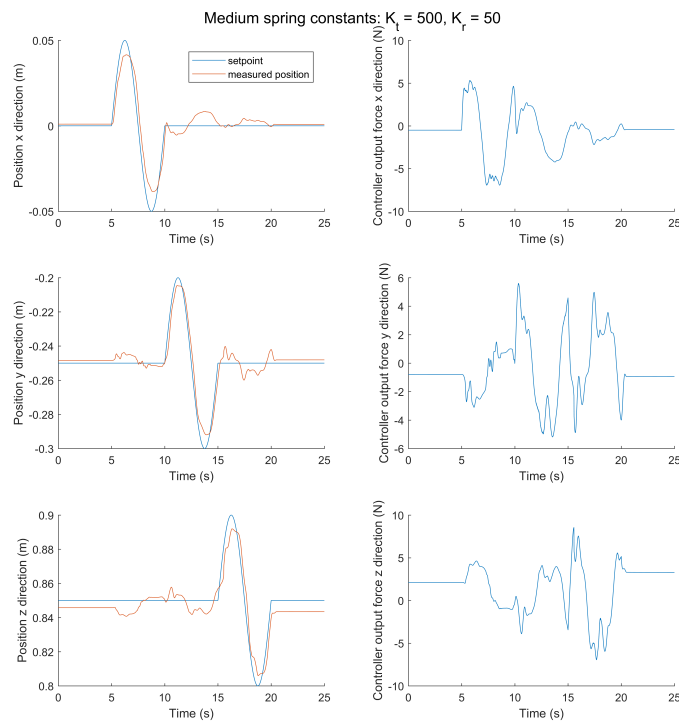 Medium spring constants: K_t = 500, K_r = 50
Position x direction (m)
0.05
0
-0.05
0 5 10 15 20 25
Time (s)
setpoint
measured position
Controller output force x direction (N)
10
5
0
-5
-10
0 5 10 15 20 25
Time (s)
Position y direction (m)
-0.2
-0.22
-0.24
-0.26
-0.28
-0.3
0 5 10 15 20 25
Time (s)
Controller output force y direction (N)
6
4
2
0
-2
-4
-6
0 5 10 15 20 25
Time (s)
Position z direction (m)
0.9
0.88
0.86
0.84
0.82
0.8
0 5 10 15 20 25
Time (s)
Controller output force z direction (N)
10
5
0
-5
-10
0 5 10 15 20 25
Time (s)